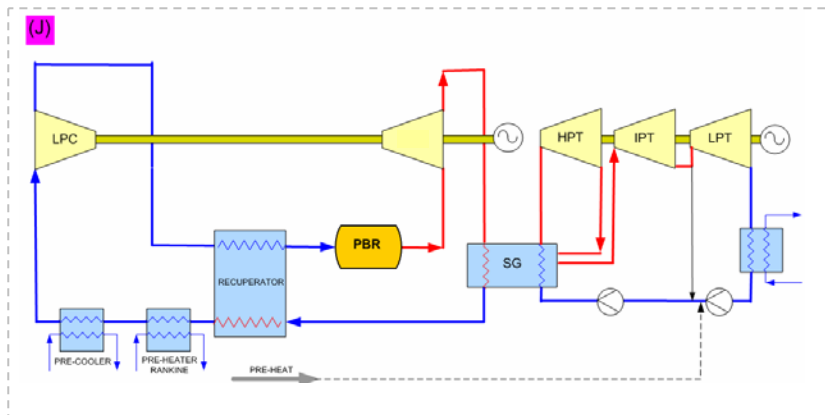 (J)
LPC
HPT
IPT
LPT
PBR
SG
RECUPERATOR
PRE-COOLER
PRE-HEATER
RANKINE
PRE-HEAT